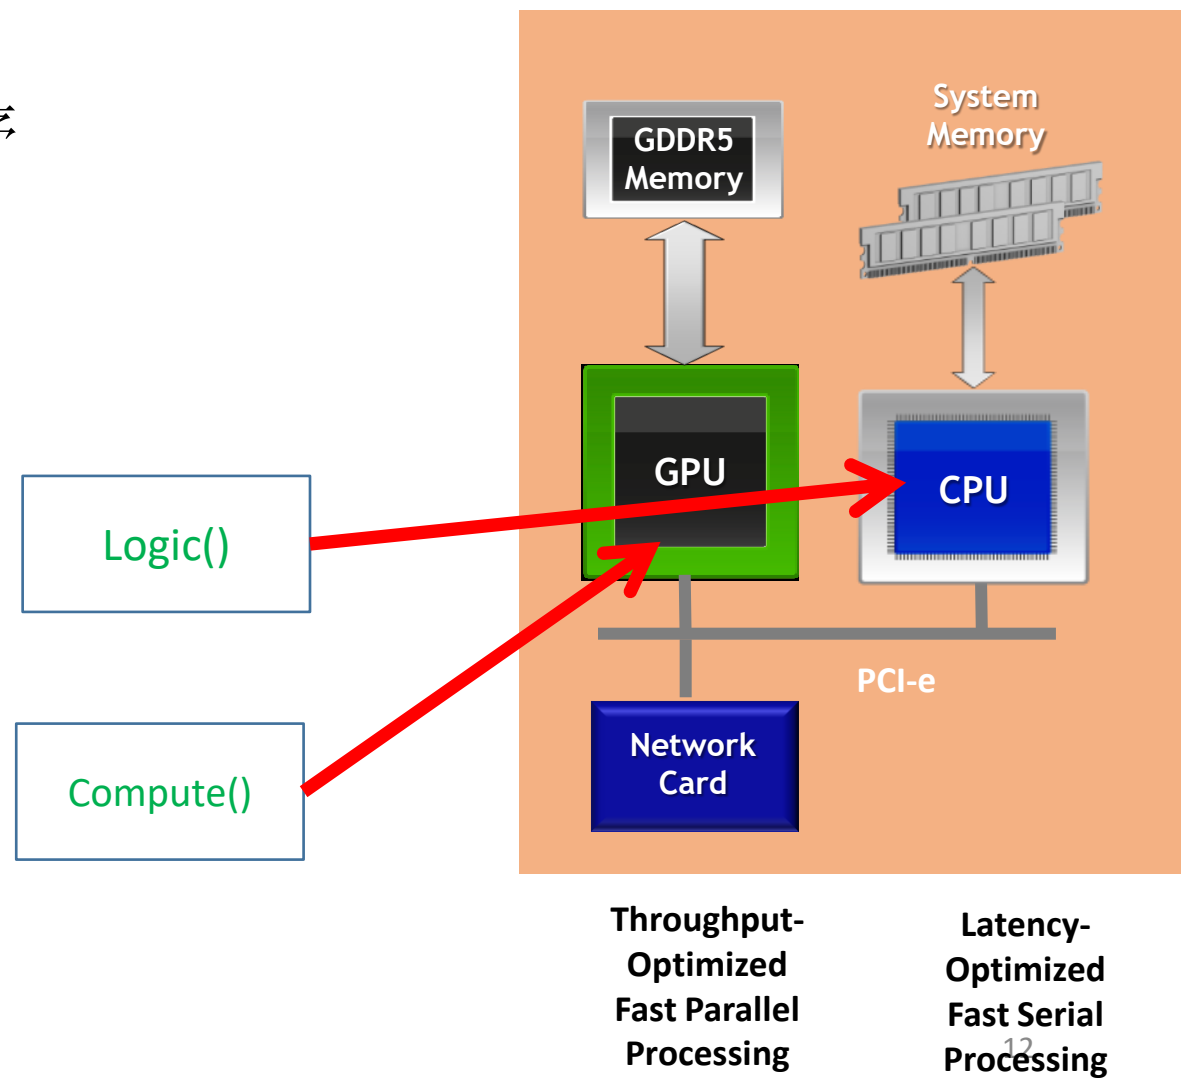 System
Memory
GDDR5
Memory
GPU
CPU
Logic()
PCI-e
Network
Card
Compute()
Throughput-
Optimized
Fast Parallel
Processing
Latency-
Optimized
Fast Serial
Processing
12